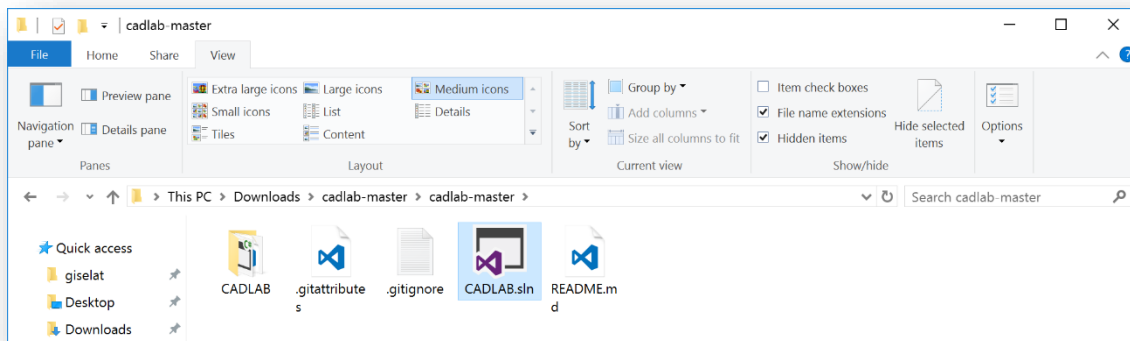 cadlab-master
File Home Share View
Navigation pane
Preview pane
Details pane
Panes
Extra large icons Large icons Medium icons
Small icons List Details
Tiles Content
Layout
Sort by
Group by
Add columns
Size all columns to fit
Current view
Item check boxes
File name extensions
Hidden items
Hide selected
items
Show/hide
Options
This PC > Downloads > cadlab-master > cadlab-master >
Search cadlab-master
Quick access
giselat
Desktop
Downloads
CADLAB
.gitattribute
s
.gitignore
CADLAB.sln
README.m
d